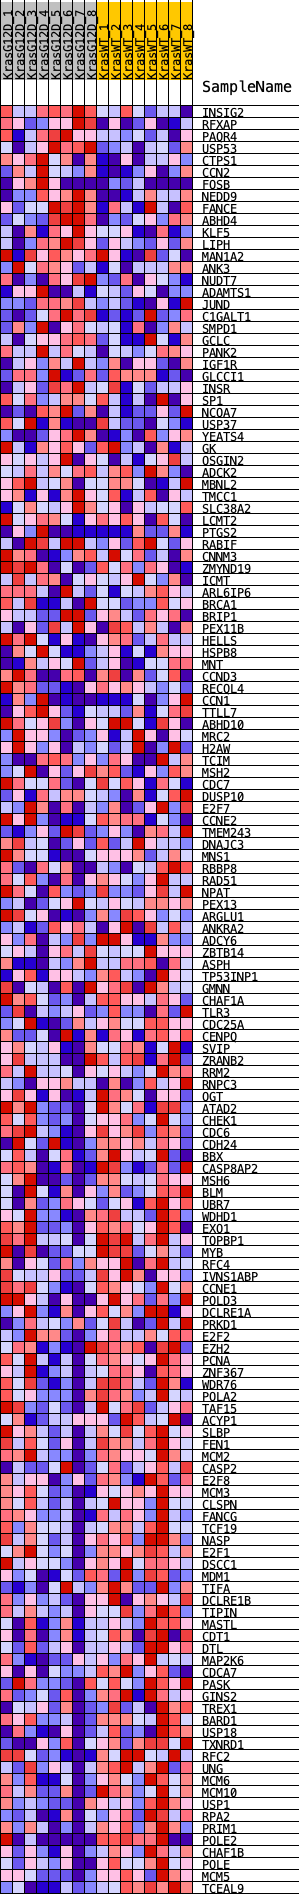 KrasG12D_1
KrasG12D_2
KrasG12D_3
KrasG12D_4
KrasG12D_5
KrasG12D_6
KrasG12D_7
KrasG12D_8
KrasWT_1
KrasWT_2
KrasWT_3
KrasWT_4
KrasWT_5
KrasWT_6
KrasWT_7
KrasWT_8
SampleName
INSIG2
RFXAP
PAQR4
USP53
CTPS1
CCN2
FOSB
NEDD9
FANCE
ABHD4
KLF5
LIPH
MAN1A2
ANK3
NUDT7
ADAMTS1
JUND
C1GALT1
SMPD1
GCLC
PANK2
IGF1R
GLCCI1
INSR
SP1
NCOA7
USP37
YEATS4
GK
OSGIN2
ADCK2
MBNL2
TMCC1
SLC38A2
LCMT2
PTGS2
RABIF
CNNM3
ZMYND19
ICMT
ARL6IP6
BRCA1
BRIP1
PEX11B
HELLS
HSPB8
MNT
CCND3
RECQL4
CCN1
TTLL7
ABHD10
MRC2
H2AW
TCIM
MSH2
CDC7
DUSP10
E2F7
CCNE2
TMEM243
DNAJC3
MNS1
RBBP8
RAD51
NPAT
PEX13
ARGLU1
ANKRA2
ADCY6
ZBTB14
ASPH
TP53INP1
GMNN
CHAF1A
TLR3
CDC25A
CENPQ
SVIP
ZRANB2
RRM2
RNPC3
OGT
ATAD2
CHEK1
CDC6
CDH24
BBX
CASP8AP2
MSH6
BLM
UBR7
WDHD1
EXO1
TOPBP1
MYB
RFC4
IVNS1ABP
CCNE1
POLD3
DCLRE1A
PRKD1
E2F2
EZH2
PCNA
ZNF367
WDR76
POLA2
TAF15
ACYP1
SLBP
FEN1
MCM2
CASP2
E2F8
MCM3
CLSPN
FANCG
TCF19
NASP
E2F1
DSCC1
MDM1
TIFA
DCLRE1B
TIPIN
MASTL
CDT1
DTL
MAP2K6
CDCA7
PASK
GINS2
TREX1
BARD1
USP18
TXNRD1
RFC2
UNG
MCM6
MCM10
USP1
RPA2
PRIM1
POLE2
CHAF1B
POLE
MCM5
TCEAL9